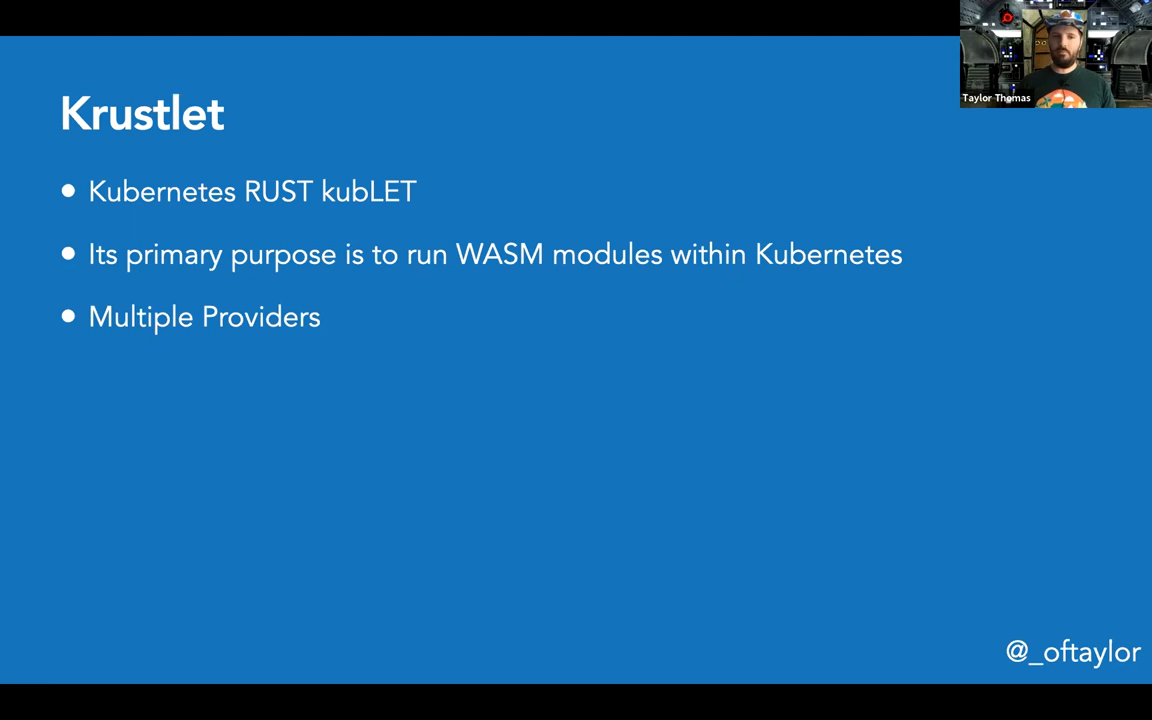 Krustlet
Kubernetes RUST kubLET
Its primary purpose is to run WASM modules within Kubernetes
Multiple Providers
Taylor Thomas
@_oftaylor